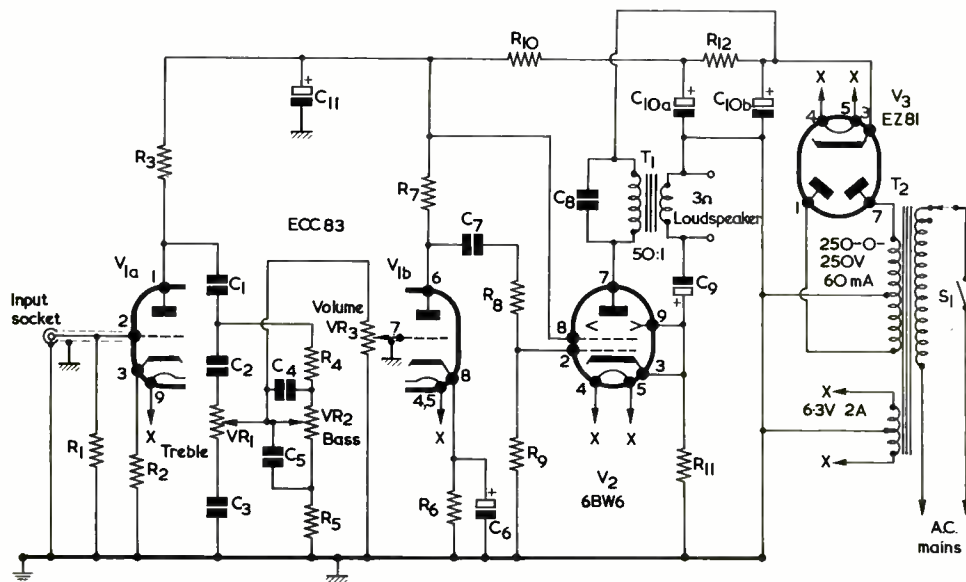 R10
R12
C11
C10a
C10b
X X
V3
EZ81
4 5 3
R3
R7
C7
C8
T1
3Ω
Loudspeaker
50:1
1 7
T2
250-0-
250V
60mA
S1
ECC83
V1a
1
C1
V1b
6
R8
7
C9
Input
socket
2
Volume
VR3
7
8
9
2
3
C2
C4
R4
3
9
8
4,5
4 5
X
Treble
VR1
VR2
Bass
X
X X
X
6·3V 2A
X
R1
R2
C5
R9
V2
6BW6
R11
C3
R5
R6
C6
A.C.
mains